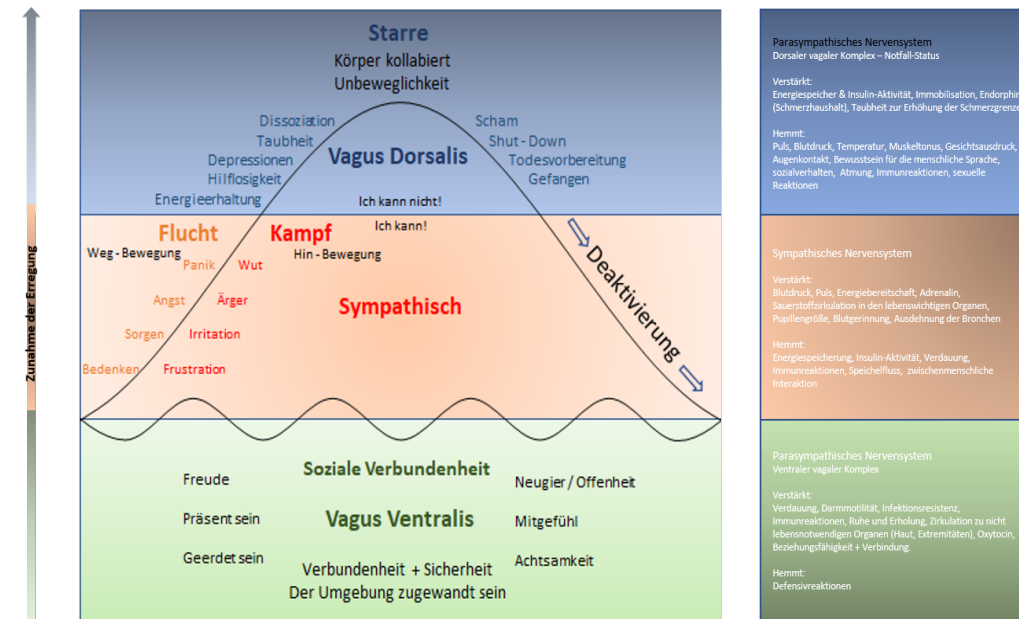 Zunahme der Erregung
Starre
Körper kollabiert
Unbeweglichkeit
Dissoziation
Taubheit
Depressionen
Hilflosigkeit
Energieerhaltung
Vagus Dorsalis
Scham
Shut - Down
Todesvorbereitung
Gefangen
Ich kann nicht!
Ich kann!
Flucht
Kampf
Weg - Bewegung
Hin - Bewegung
Panik
Wut
Angst
Ärger
Sorgen
Irritation
Bedenken
Frustration
Sympathisch
Deaktivierung
Soziale Verbundenheit
Freude
Neugier / Offenheit
Präsent sein
Vagus Ventralis
Mitgefühl
Geerdet sein
Achtsamkeit
Verbundenheit + Sicherheit
Der Umgebung zugewandt sein
Parasympathisches Nervensystem
Dorsaler vagaler Komplex – Notfall-Status
Verstärkt:
Energiespeicher & Insulin-Aktivität, Immobilisation, Endorphin
(Schmerzhaushalt), Taubheit zur Erhöhung der Schmerzgrenze
Hemmt:
Puls, Blutdruck, Temperatur, Muskeltonus, Gesichtsausdruck,
Augenkontakt, Bewusstsein für die menschliche Sprache,
sozialverhalten, Atmung, Immunreaktionen, sexuelle
Reaktionen
Sympathisches Nervensystem
Verstärkt:
Blutdruck, Puls, Energiebereitschaft, Adrenalin,
Sauerstoffzirkulation in den lebenswichtigen Organen,
Pupillengröße, Blutgerinnung, Ausdehnung der Bronchen
Hemmt:
Energiespeicherung, Insulin-Aktivität, Verdauung,
Immunreaktionen, Speichelfluss, zwischenmenschliche
Interaktion
Parasympathisches Nervensystem
Ventraler vagaler Komplex
Verstärkt:
Verdauung, Darmmotilität, Infektionsresistenz,
Immunreaktionen, Ruhe und Erholung, Zirkulation zu nicht
lebensnotwendigen Organen (Haut, Extremitäten), Oxytocin,
Beziehungsfähigkeit + Verbindung.
Hemmt:
Defensivreaktionen